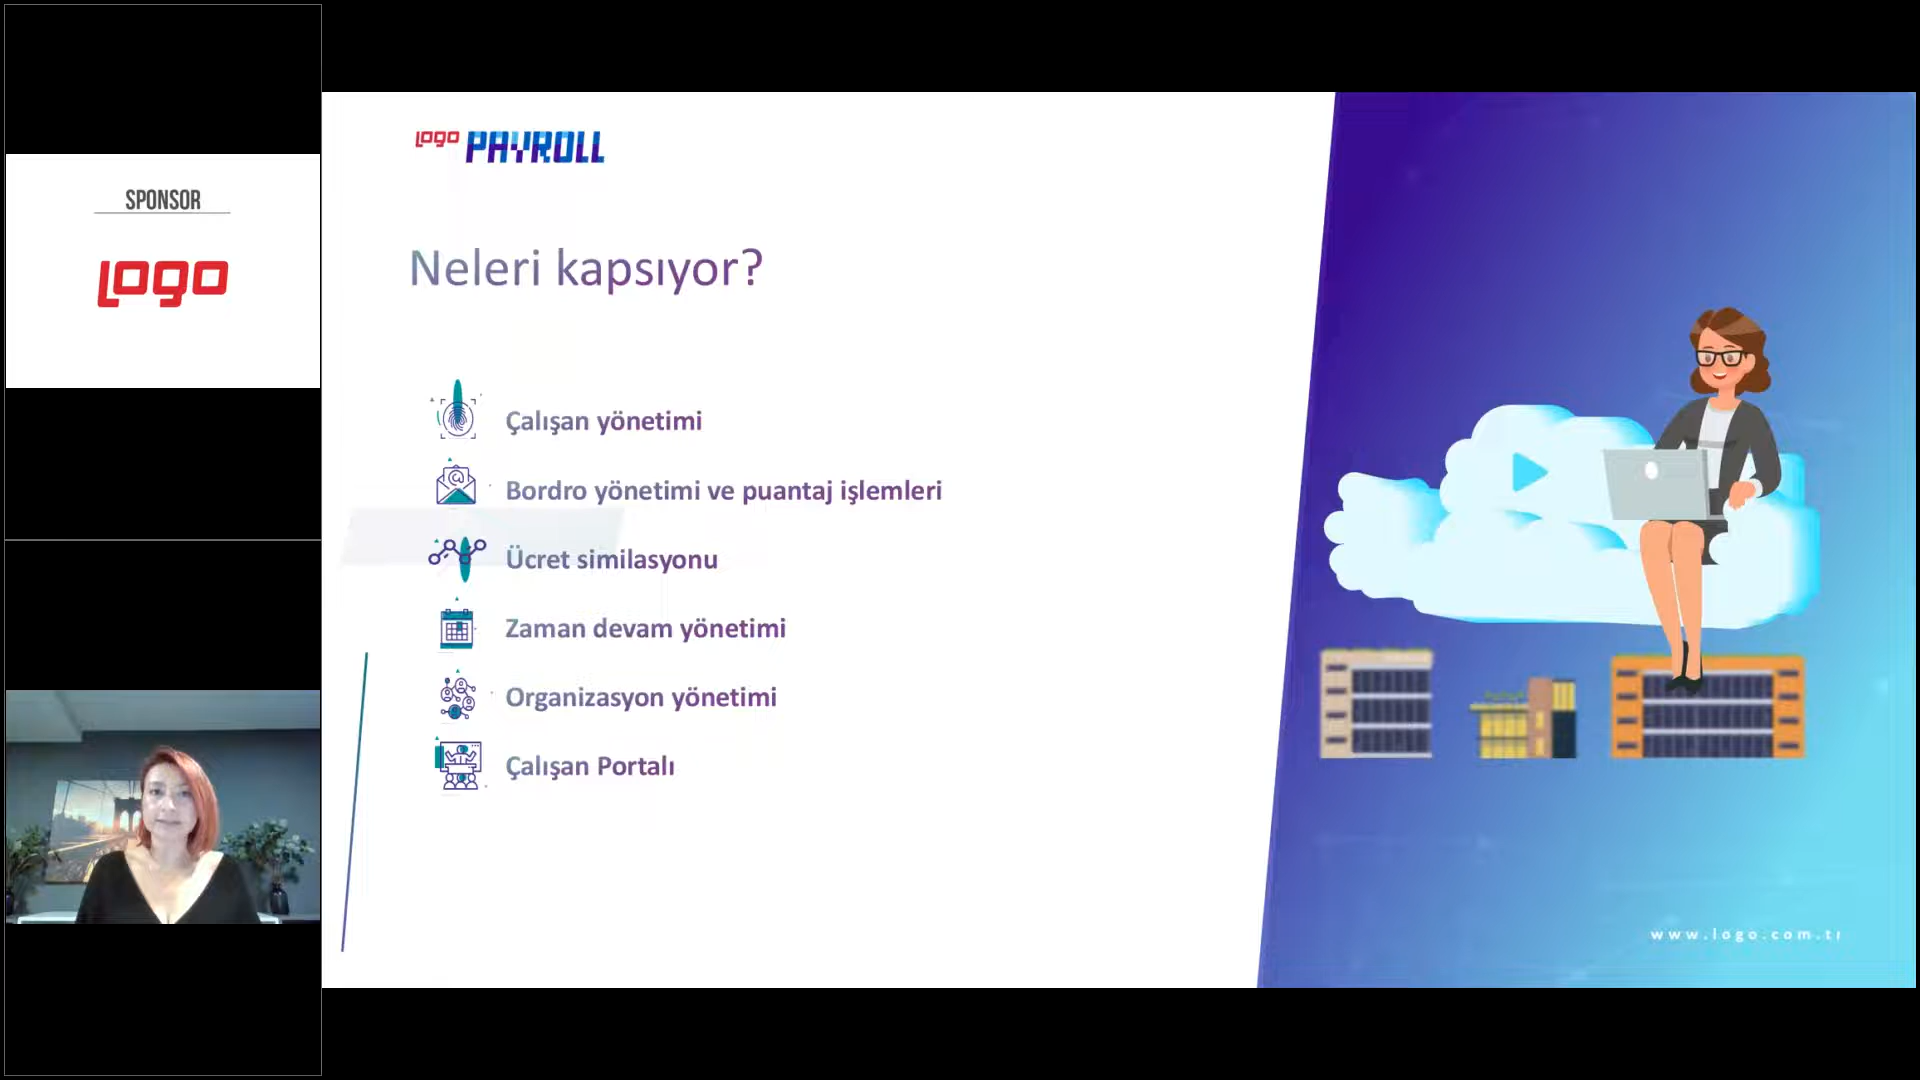 SPONSOR
LOGO
LOGO PAYROLL
Neleri kapsıyor?
Çalışan yönetimi
Bordro yönetimi ve puantaj işlemleri
Ücret similasyonu
Zaman devam yönetimi
Organizasyon yönetimi
Çalışan Portalı
www.logo.com.tr